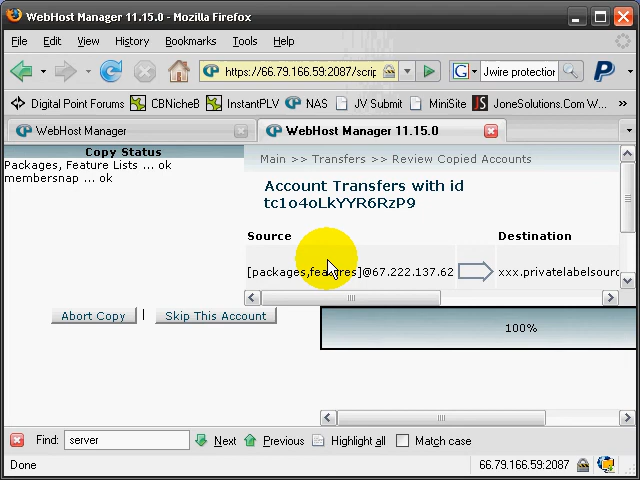 WebHost Manager 11.15.0 - Mozilla Firefox
File Edit View History Bookmarks Tools Help
https://66.79.166.59:2087/scrip
G Jwire protection
Digital Point Forums CBNicheB InstantPLV NAS JV Submit MiniSite JS JoneSolutions.Com W... »
WebHost Manager
WebHost Manager 11.15.0
Copy Status
Packages, Feature Lists ... ok
membersnap ... ok
Main >> Transfers >> Review Copied Accounts
Account Transfers with id
tc1o4oLkYYR6RzP9
Source Destination
[packages,features]@67.222.137.62 xxx.privatelabelsourc
Abort Copy | Skip This Account
100%
Find: server Next Previous Highlight all Match case
Done 66.79.166.59:2087